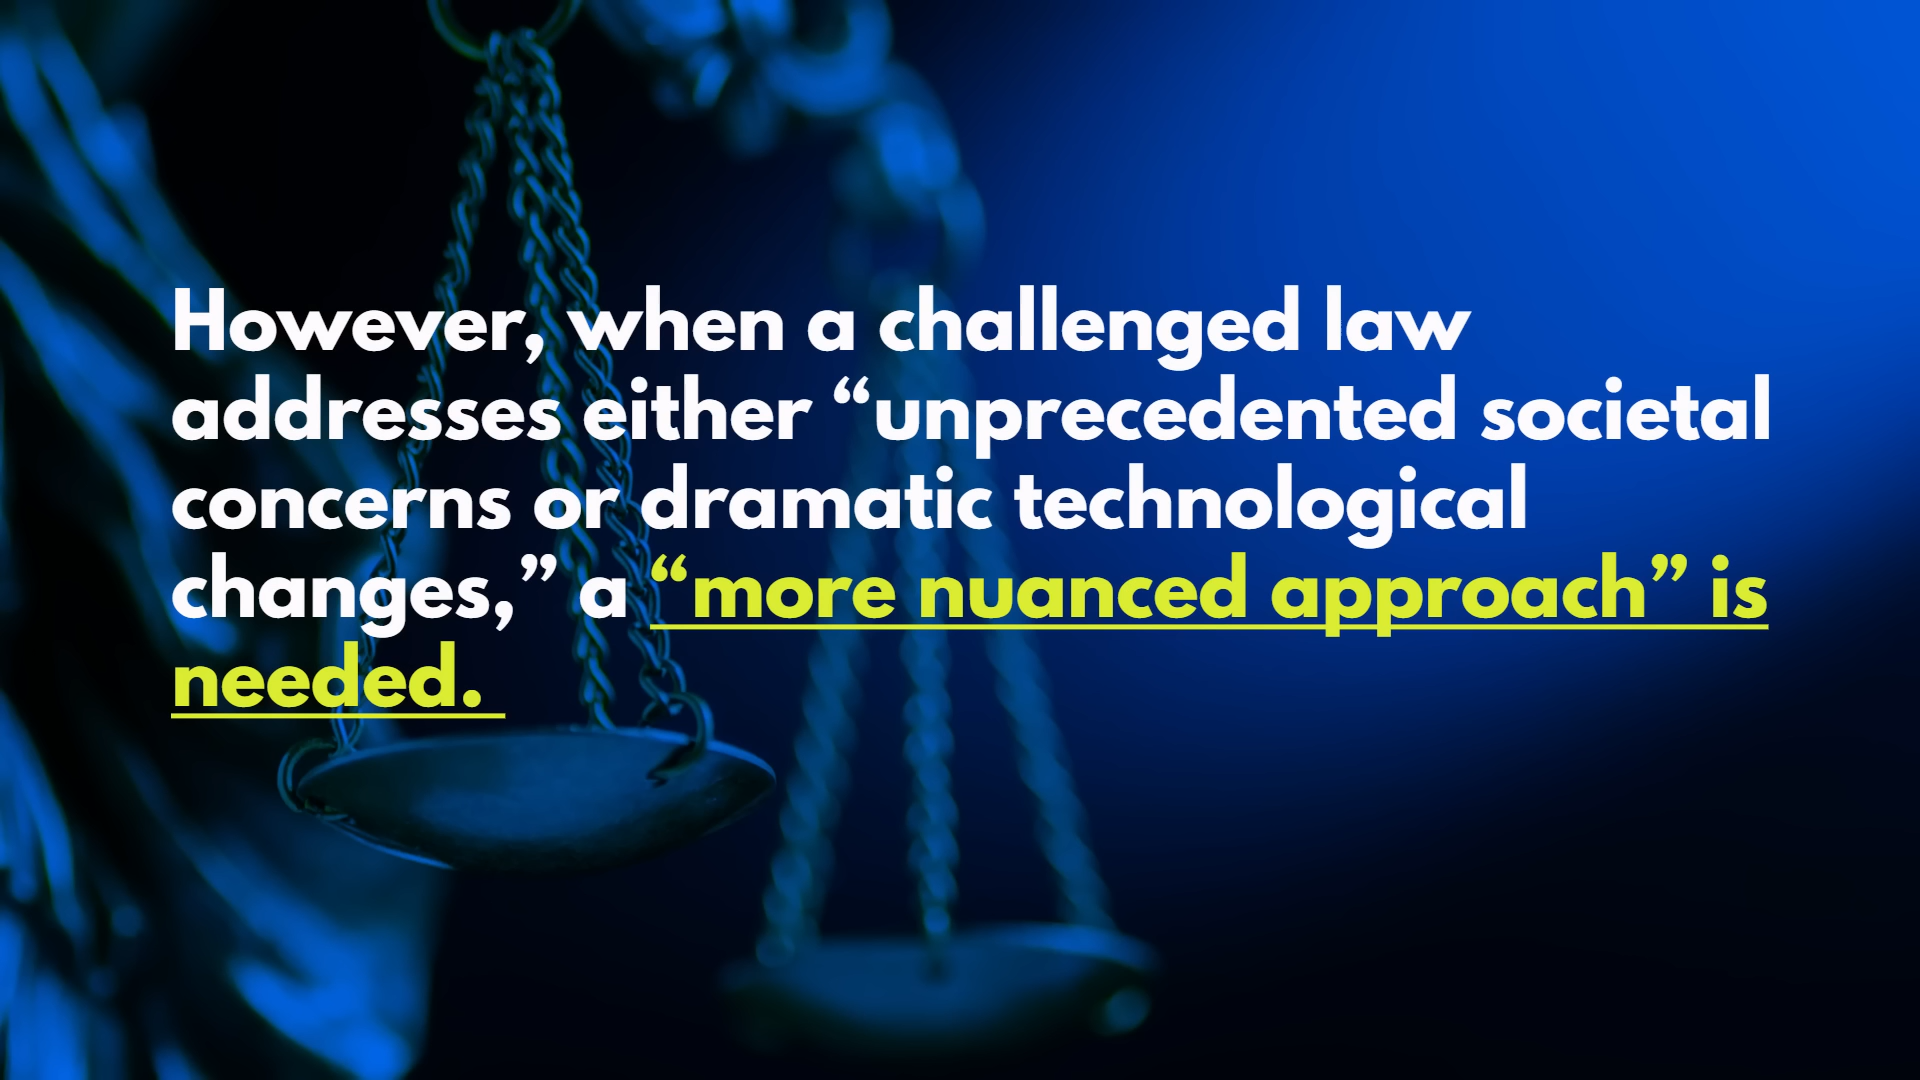 However, when a challenged law
addresses either “unprecedented societal
concerns or dramatic technological
changes,” a “more nuanced approach” is
needed.